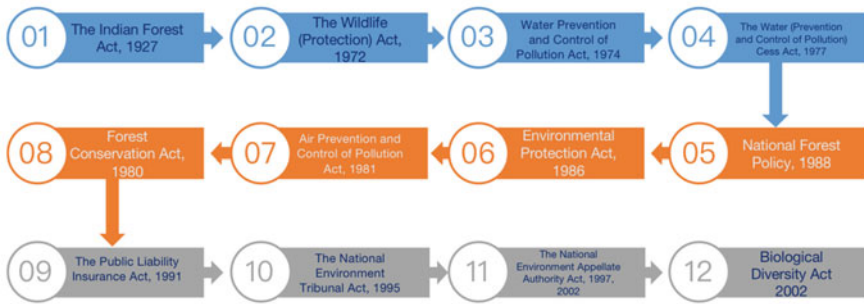 01
The Indian Forest
Act, 1927
02
The Wildlife
(Protection) Act,
1972
03
Water Prevention
and Control of
Pollution Act, 1974
04
The Water (Prevention
and Control of Pollution)
Cess Act, 1977
05
National Forest
Policy, 1988
06
Environmental
Protection Act,
1986
07
Air Prevention and
Control of Pollution
Act, 1981
08
Forest
Conservation Act,
1980
09
The Public Liability
Insurance Act, 1991
10
The National
Environment
Tribunal Act, 1995
11
The National
Environment Appellate
Authority Act, 1997,
2002
12
Biological
Diversity Act
2002